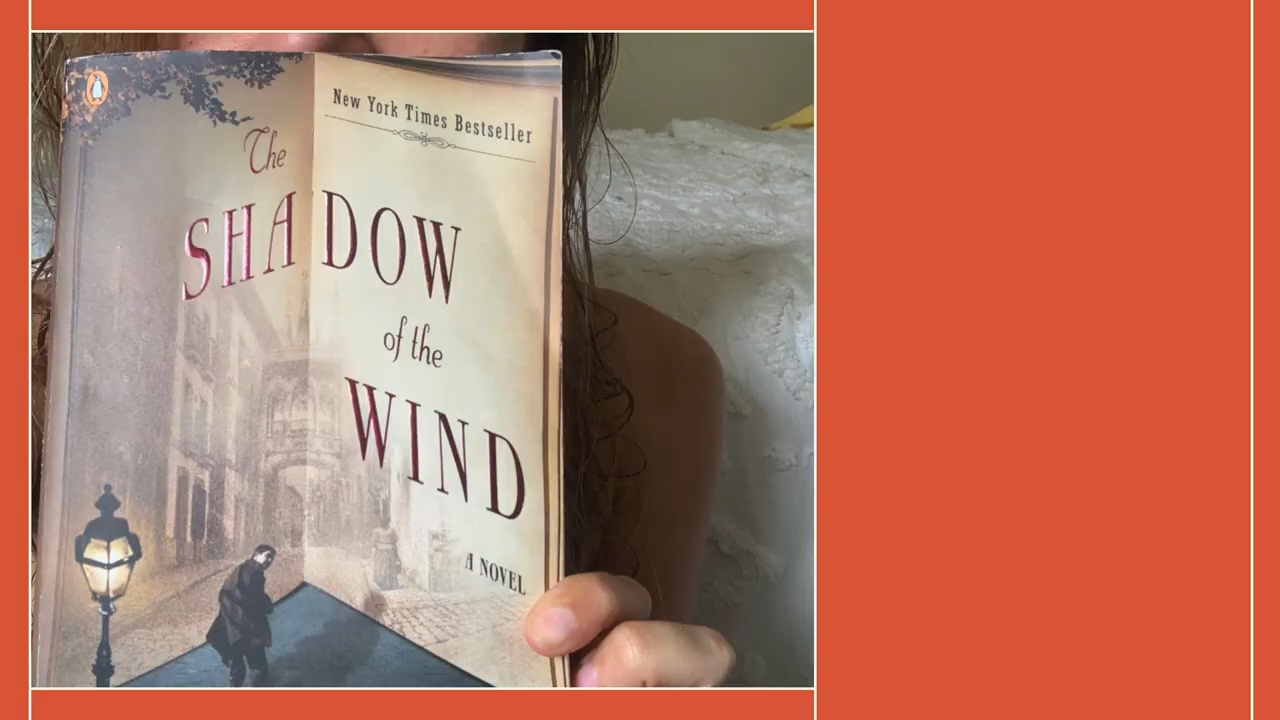 New York Times Bestseller
The
SHADOW
of the
WIND
A NOVEL